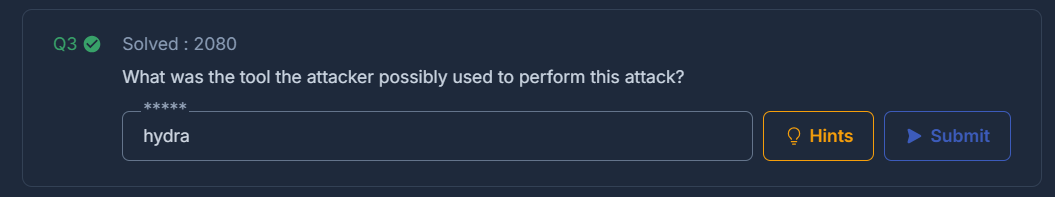 Q3 Solved : 2080
What was the tool the attacker possibly used to perform this attack?
*****
hydra Hints Submit